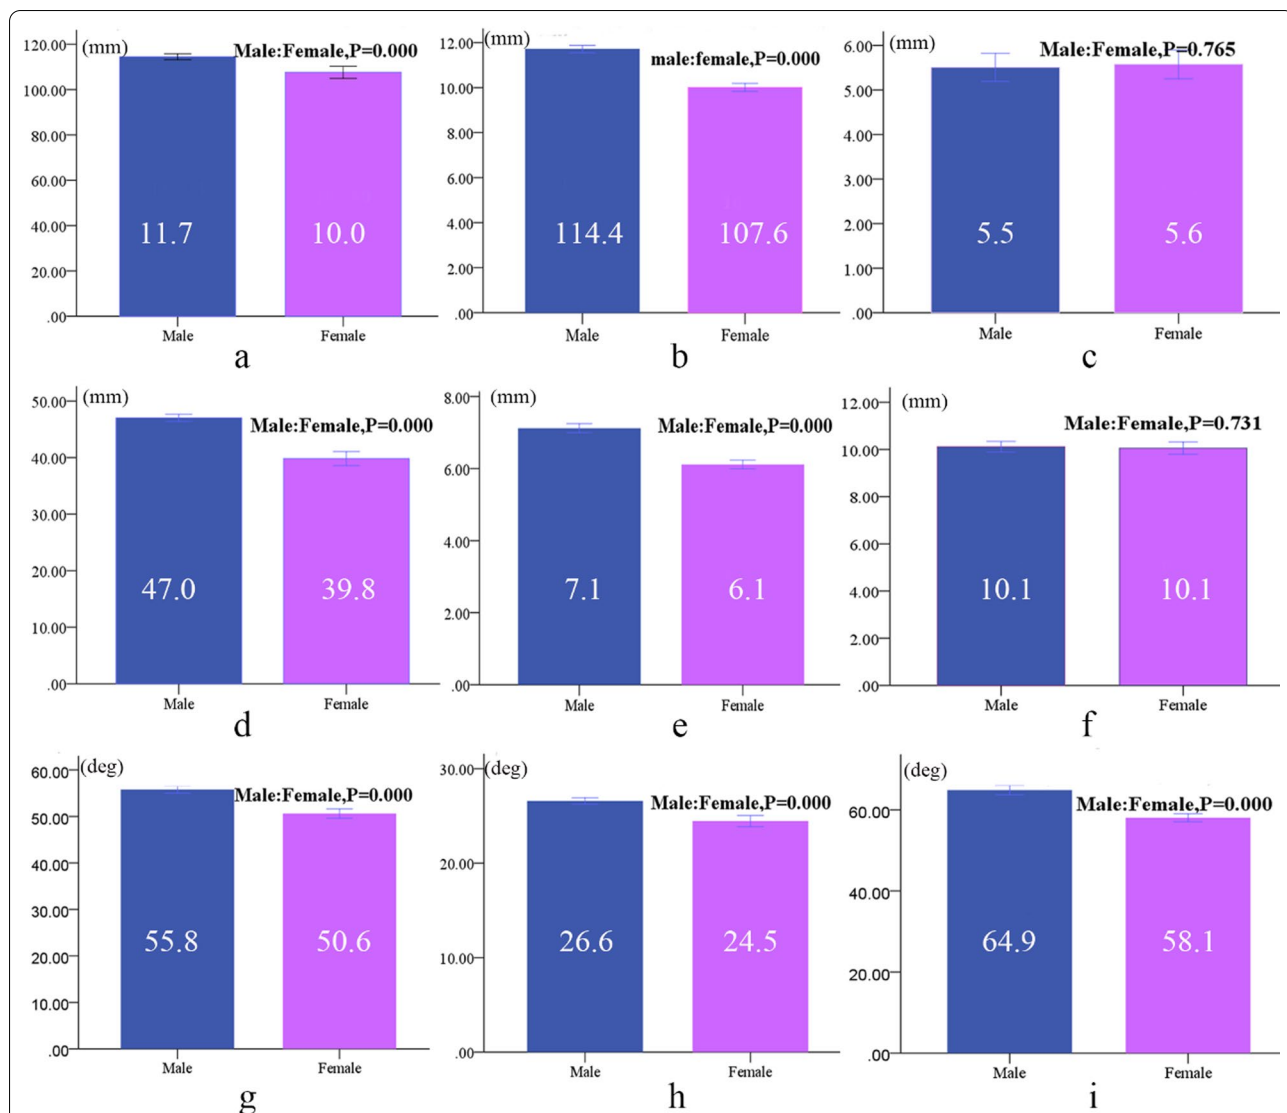 (mm)
Male:Female,P=0.000
120.00
100.00
80.00
60.00
40.00
20.00
.00
11.7
10.0
Male
Female
a
(mm)
male:female,P=0.000
12.00
10.00
8.00
6.00
4.00
2.00
.00
114.4
107.6
Male
Female
b
(mm)
Male:Female,P=0.765
6.00
5.00
4.00
3.00
2.00
1.00
.00
5.5
5.6
Male
Female
c
(mm)
Male:Female,P=0.000
50.00
40.00
30.00
20.00
10.00
.00
47.0
39.8
Male
Female
d
(mm)
Male:Female,P=0.000
8.00
6.00
4.00
2.00
.00
7.1
6.1
Male
Female
e
(mm)
Male:Female,P=0.731
12.00
10.00
8.00
6.00
4.00
2.00
.00
10.1
10.1
Male
Female
f
(deg)
Male:Female,P=0.000
60.00
50.00
40.00
30.00
20.00
10.00
.00
55.8
50.6
Male
Female
g
(deg)
Male:Female,P=0.000
30.00
20.00
10.00
.00
26.6
24.5
Male
Female
h
(deg)
Male:Female,P=0.000
60.00
40.00
20.00
.00
64.9
58.1
Male
Female
i